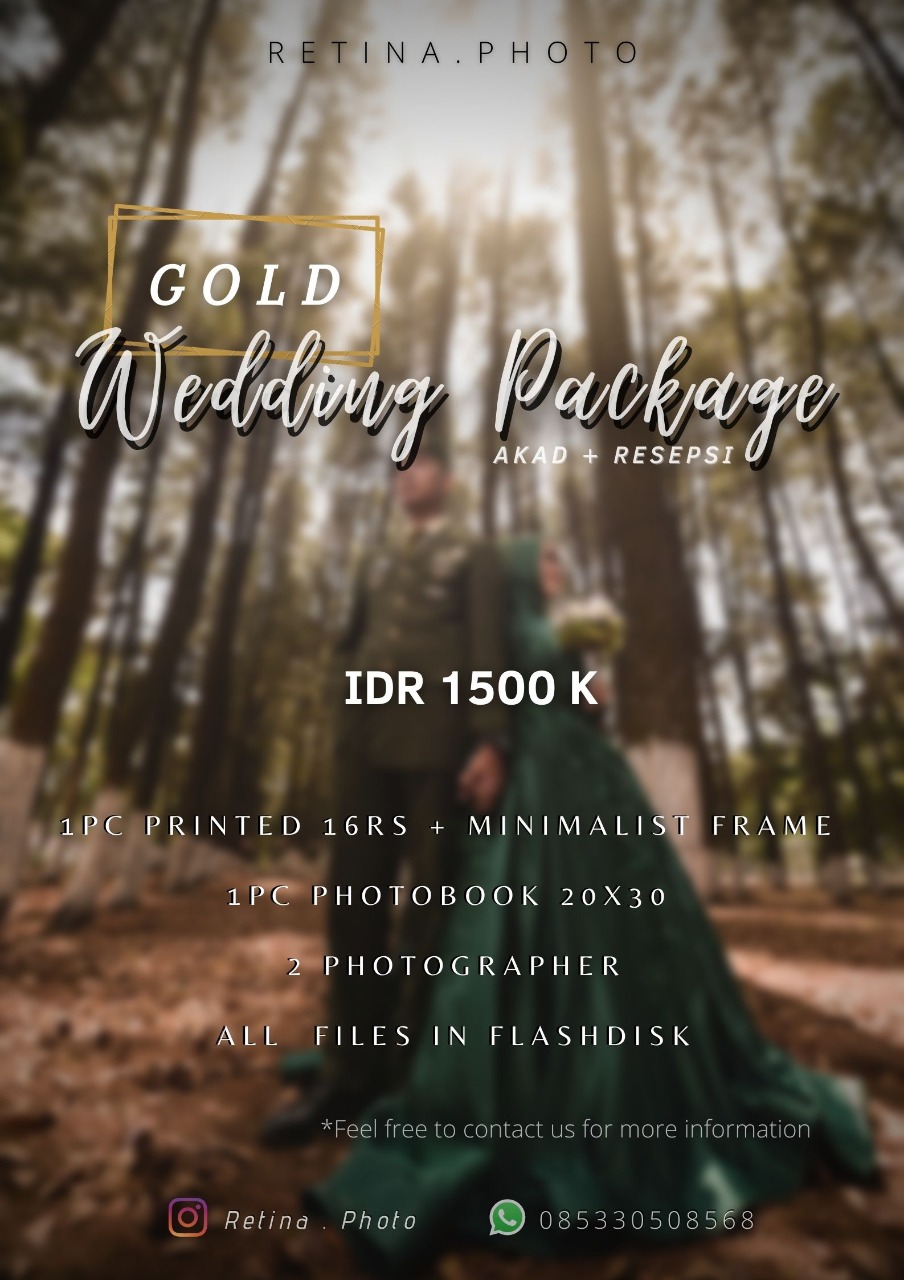 RETINA.PHOTO
GOLD
Wedding Package
AKAD + RESEPSI
IDR 1500 K
1PC PRINTED 16RS + MINIMALIST FRAME
1PC PHOTOBOOK 20X30
2 PHOTOGRAPHER
ALL FILES IN FLASHDISK
*Feel free to contact us for more information
Retina . Photo
085330508568